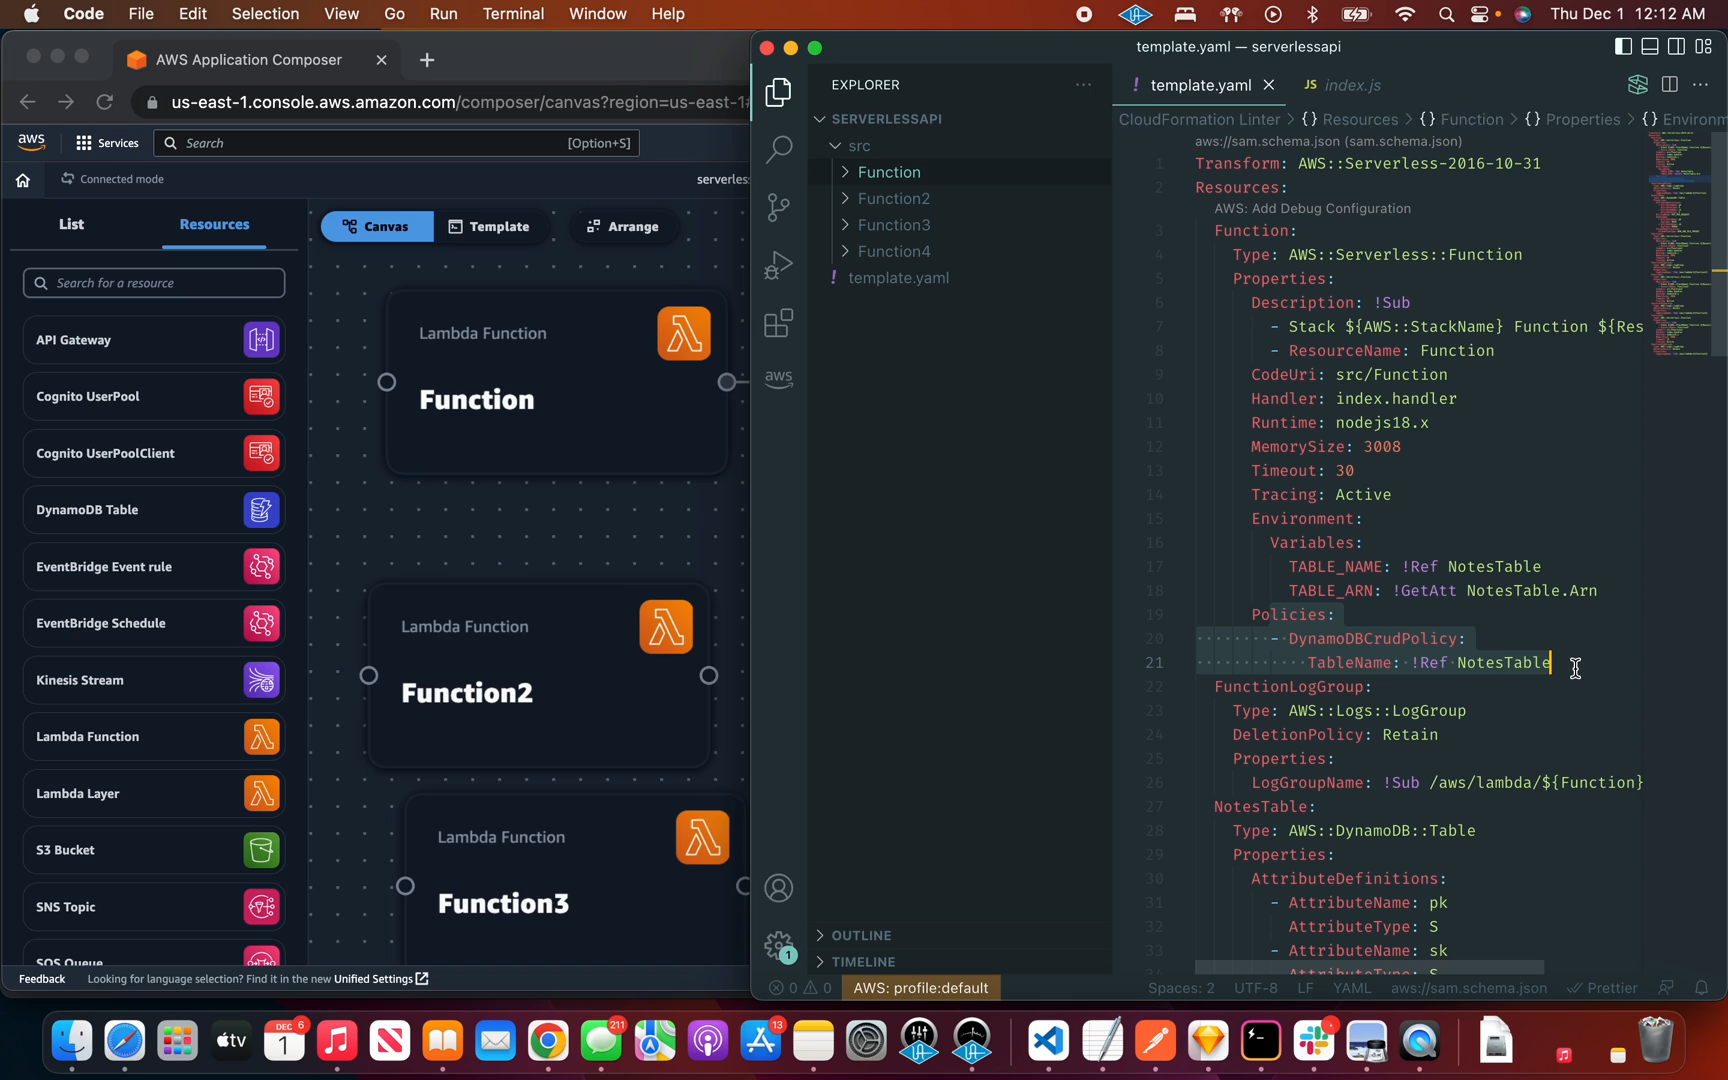 Code File Edit Selection View Go Run Terminal Window Help
Thu Dec 1 12:12 AM
AWS Application Composer
us-east-1.console.aws.amazon.com/composer/canvas?region=us-east-1
aws Services Search [Option+S]
Connected mode
serverless
List Resources
Canvas Template Arrange
Search for a resource
API Gateway
Cognito UserPool
Cognito UserPoolClient
DynamoDB Table
EventBridge Event rule
EventBridge Schedule
Kinesis Stream
Lambda Function
Lambda Layer
S3 Bucket
SNS Topic
SQS Queue
Lambda Function
Function
Lambda Function
Function2
Lambda Function
Function3
Feedback Looking for language selection? Find it in the new Unified Settings
template.yaml — serverlessapi
EXPLORER
SERVERLESSAPI
src
Function
Function2
Function3
Function4
! template.yaml
aws
OUTLINE
TIMELINE
1
! template.yaml JS index.js
CloudFormation Linter > {} Resources > {} Function > {} Properties > {} Environm
aws://sam.schema.json (sam.schema.json)
1 Transform: AWS::Serverless-2016-10-31
2 Resources:
AWS: Add Debug Configuration
3 Function:
4 Type: AWS::Serverless::Function
5 Properties:
6 Description: !Sub
7 - Stack ${AWS::StackName} Function ${Res
8 - ResourceName: Function
9 CodeUri: src/Function
10 Handler: index.handler
11 Runtime: nodejs18.x
12 MemorySize: 3008
13 Timeout: 30
14 Tracing: Active
15 Environment:
16 Variables:
17 TABLE_NAME: !Ref NotesTable
18 TABLE_ARN: !GetAtt NotesTable.Arn
19 Policies:
20 - DynamoDBCrudPolicy:
21 TableName: !Ref NotesTable
22 FunctionLogGroup:
23 Type: AWS::Logs::LogGroup
24 DeletionPolicy: Retain
25 Properties:
26 LogGroupName: !Sub /aws/lambda/${Function}
27 NotesTable:
28 Type: AWS::DynamoDB::Table
29 Properties:
30 AttributeDefinitions:
31 - AttributeName: pk
32 AttributeType: S
33 - AttributeName: sk
34 AttributeType: S
0 0 AWS: profile:default
Spaces: 2 UTF-8 LF YAML aws://sam.schema.json Prettier
tv
DEC 6
1
211
13